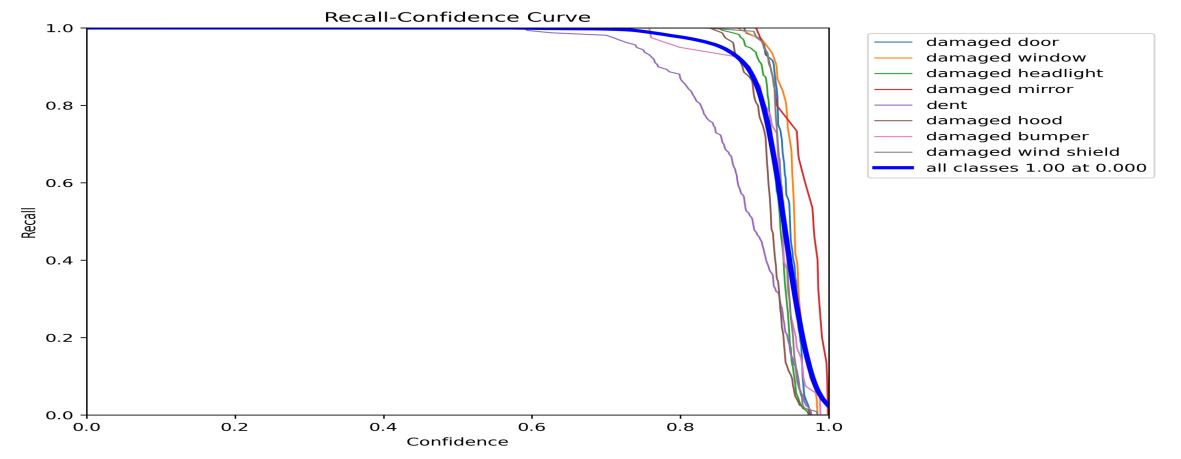 Recall-Confidence Curve
1.0
0.8
0.6
0.4
0.2
0.0
Recall
0.0 0.2 0.4 0.6 0.8 1.0
Confidence
damaged door
damaged window
damaged headlight
damaged mirror
dent
damaged hood
damaged bumper
damaged wind shield
all classes 1.00 at 0.000